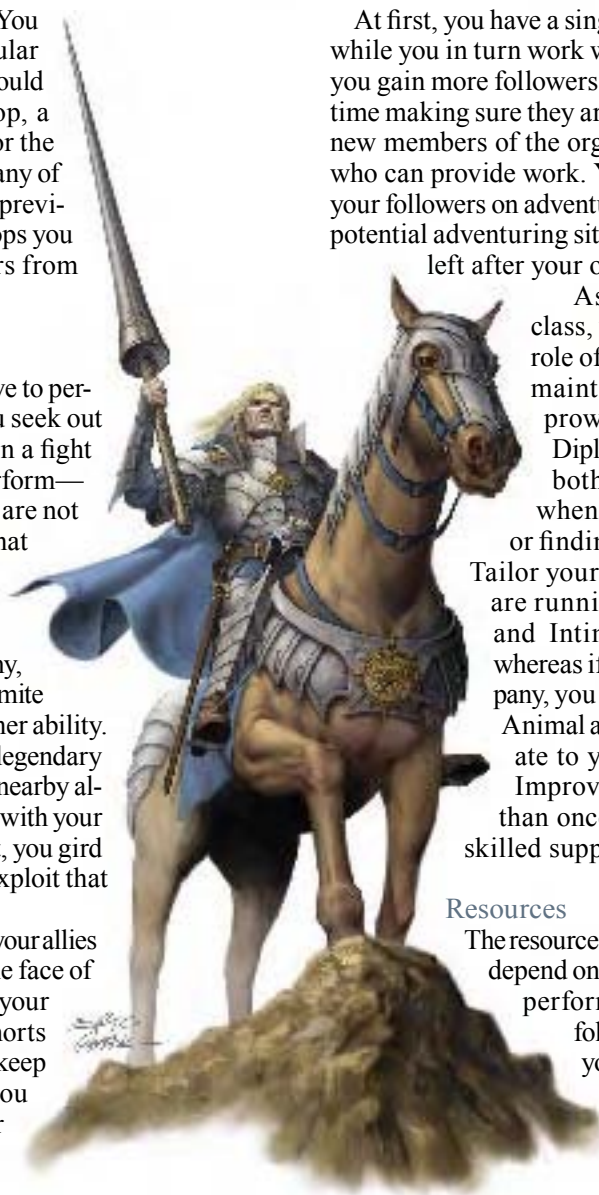 You
ular
ould
op, a
or the
any of
previ-
ops you
rs from
ve to per-
u seek out
n a fight
rform—
are not
hat
ny,
mite
her ability.
legendary
nearby al-
with your
, you gird
xploit that
your allies
e face of
your
horts
keep
ou
r
At first, you have a sing
while you in turn work w
you gain more followers
time making sure they ar
new members of the org
who can provide work. Y
your followers on advent
potential adventuring sit
left after your o
As
class,
role of
maint
prow
Dipl
both
when
or findin
Tailor your
are runni
and Intin
whereas if
pany, you
Animal a
ate to y
Improv
than once
skilled supp
Resources
The resource
depend on
perform
fol
yo